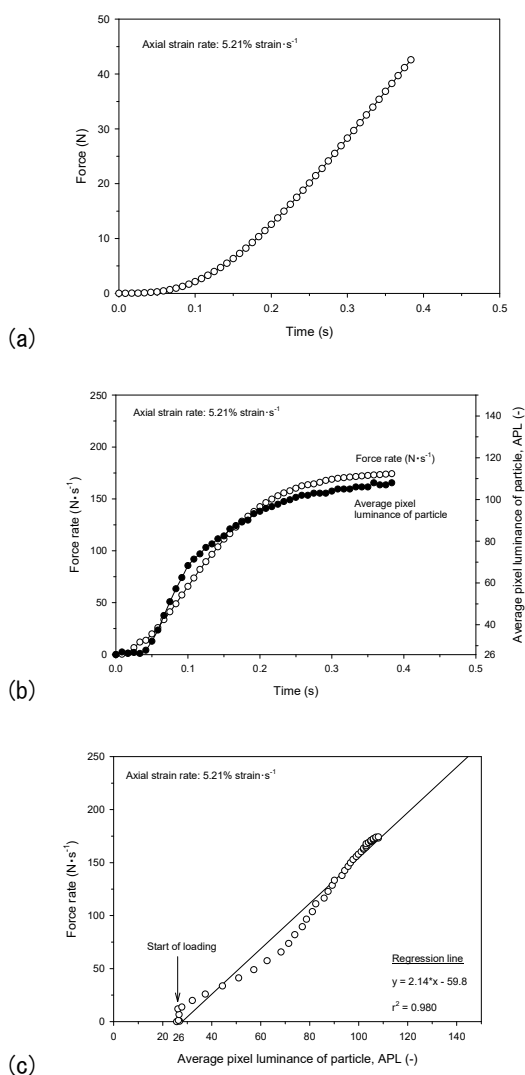 Axial strain rate: 5.21% strain·s⁻¹
50
40
30
20
10
0
Force (N)
0.0 0.1 0.2 0.3 0.4 0.5
Time (s)
(a)
Axial strain rate: 5.21% strain·s⁻¹
250
200
150
100
50
0
Force rate (N·s⁻¹)
Force rate (N·s⁻¹)
Average pixel
luminance of particle
140
120
100
80
60
40
26
Average pixel luminance of particle, APL (-)
0.0 0.1 0.2 0.3 0.4 0.5
Time (s)
(b)
Axial strain rate: 5.21% strain·s⁻¹
250
200
150
100
50
0
Force rate (N·s⁻¹)
Start of loading
Regression line
y = 2.14*x - 59.8
r² = 0.980
0 20 26 40 60 80 100 120 140
Average pixel luminance of particle, APL (-)
(c)